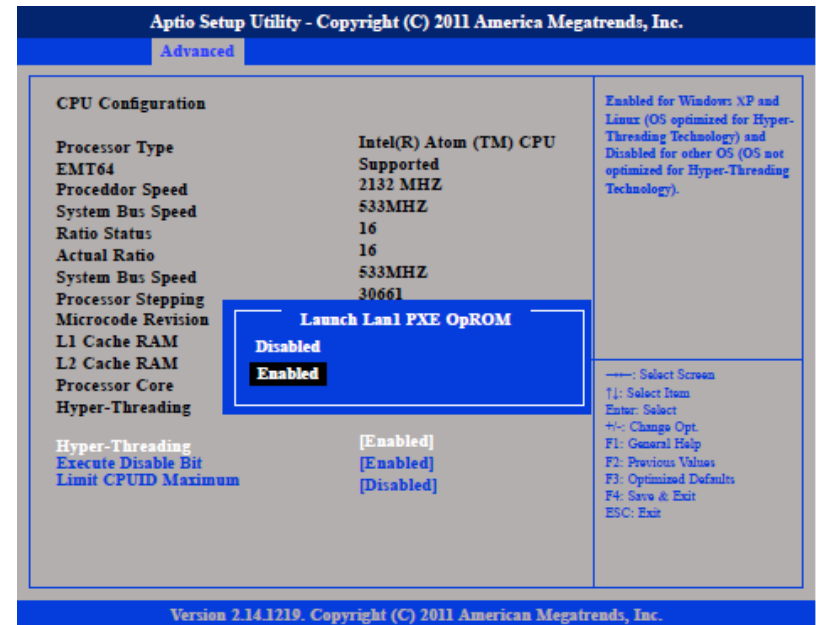 Aptio Setup Utility - Copyright (C) 2011 America Megatrends, Inc.
Advanced
CPU Configuration
Processor Type Intel(R) Atom (TM) CPU
EMT64 Supported
Proceddor Speed 2132 MHZ
System Bus Speed 533MHZ
Ratio Status 16
Actual Ratio 16
System Bus Speed 533MHZ
Processor Stepping 30661
Microcode Revision
L1 Cache RAM
L2 Cache RAM
Processor Core
Hyper-Threading
Launch Lan1 PXE OpROM
Disabled
Enabled
Hyper-Threading [Enabled]
Execute Disable Bit [Enabled]
Limit CPUID Maximum [Disabled]
Enabled for Windows XP and
Linux (OS optimized for Hyper-
Threading Technology) and
Disabled for other OS (OS not
optimized for Hyper-Threading
Technology).
→←: Select Screen
↑↓: Select Item
Enter: Select
+/-: Change Opt.
F1: General Help
F2: Previous Values
F3: Optimized Defaults
F4: Save & Exit
ESC: Exit
Version 2.14.1219. Copyright (C) 2011 American Megatrends, Inc.